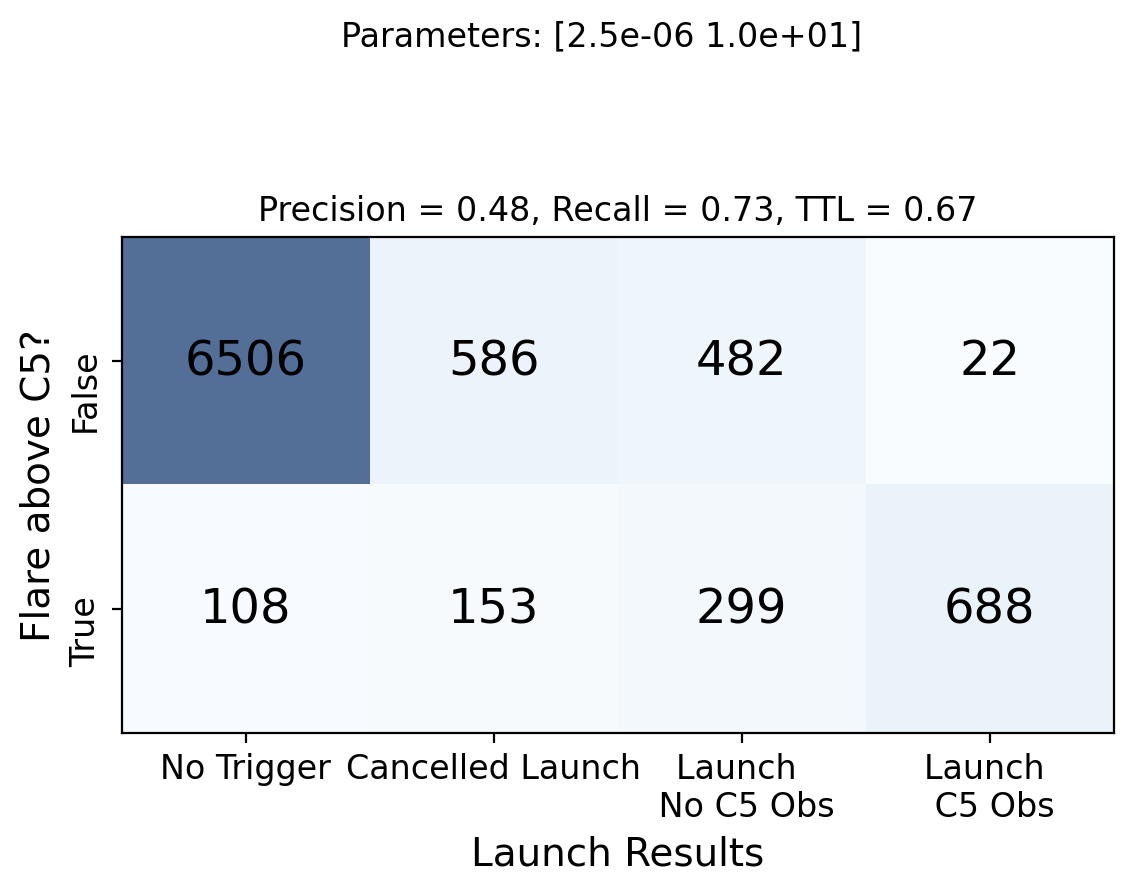 Parameters: [2.5e-06 1.0e+01]
Precision = 0.48, Recall = 0.73, TTL = 0.67
Flare above C5?
False
6506 586 482 22
True
108 153 299 688
No Trigger Cancelled Launch Launch Launch
No C5 Obs C5 Obs
Launch Results